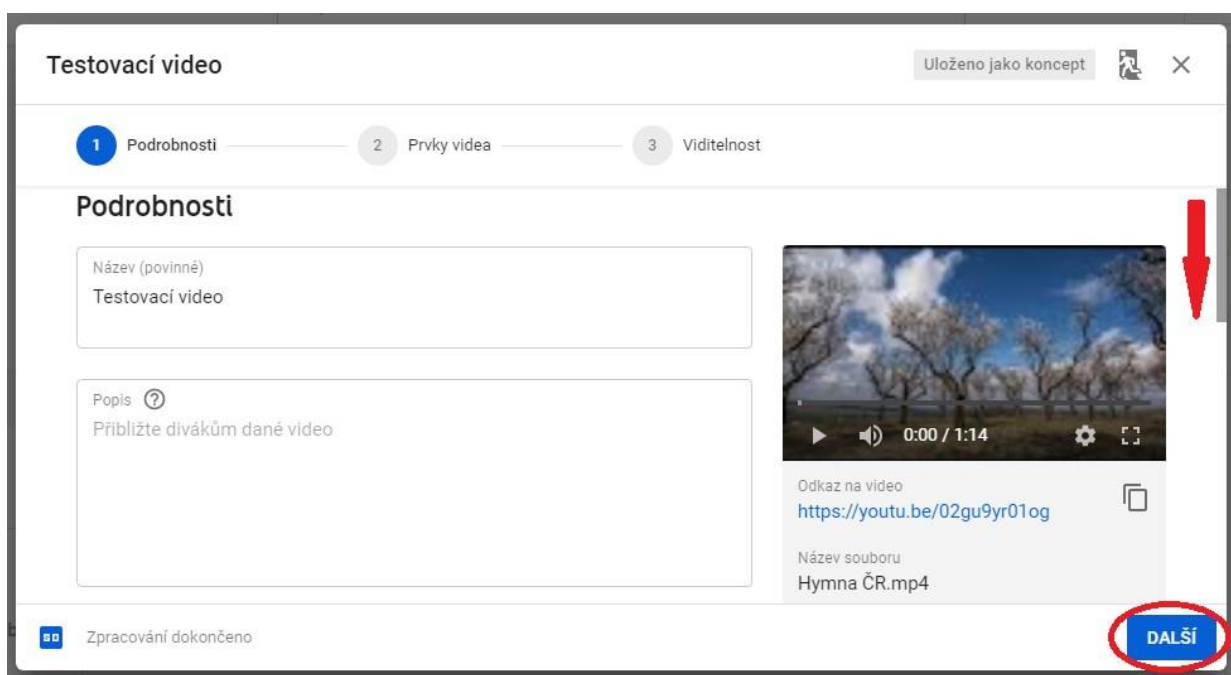 Testovací video
Uloženo jako koncept
1 Podrobnosti
2 Prvky videa
3 Viditelnost
Podrobnosti
Název (povinné)
Testovací video
Popis
Přibližte divákům dané video
0:00 / 1:14
Odkaz na video
https://youtu.be/02gu9yr01og
Název souboru
Hymna ČR.mp4
SD
Zpracování dokončeno
DALŠÍ